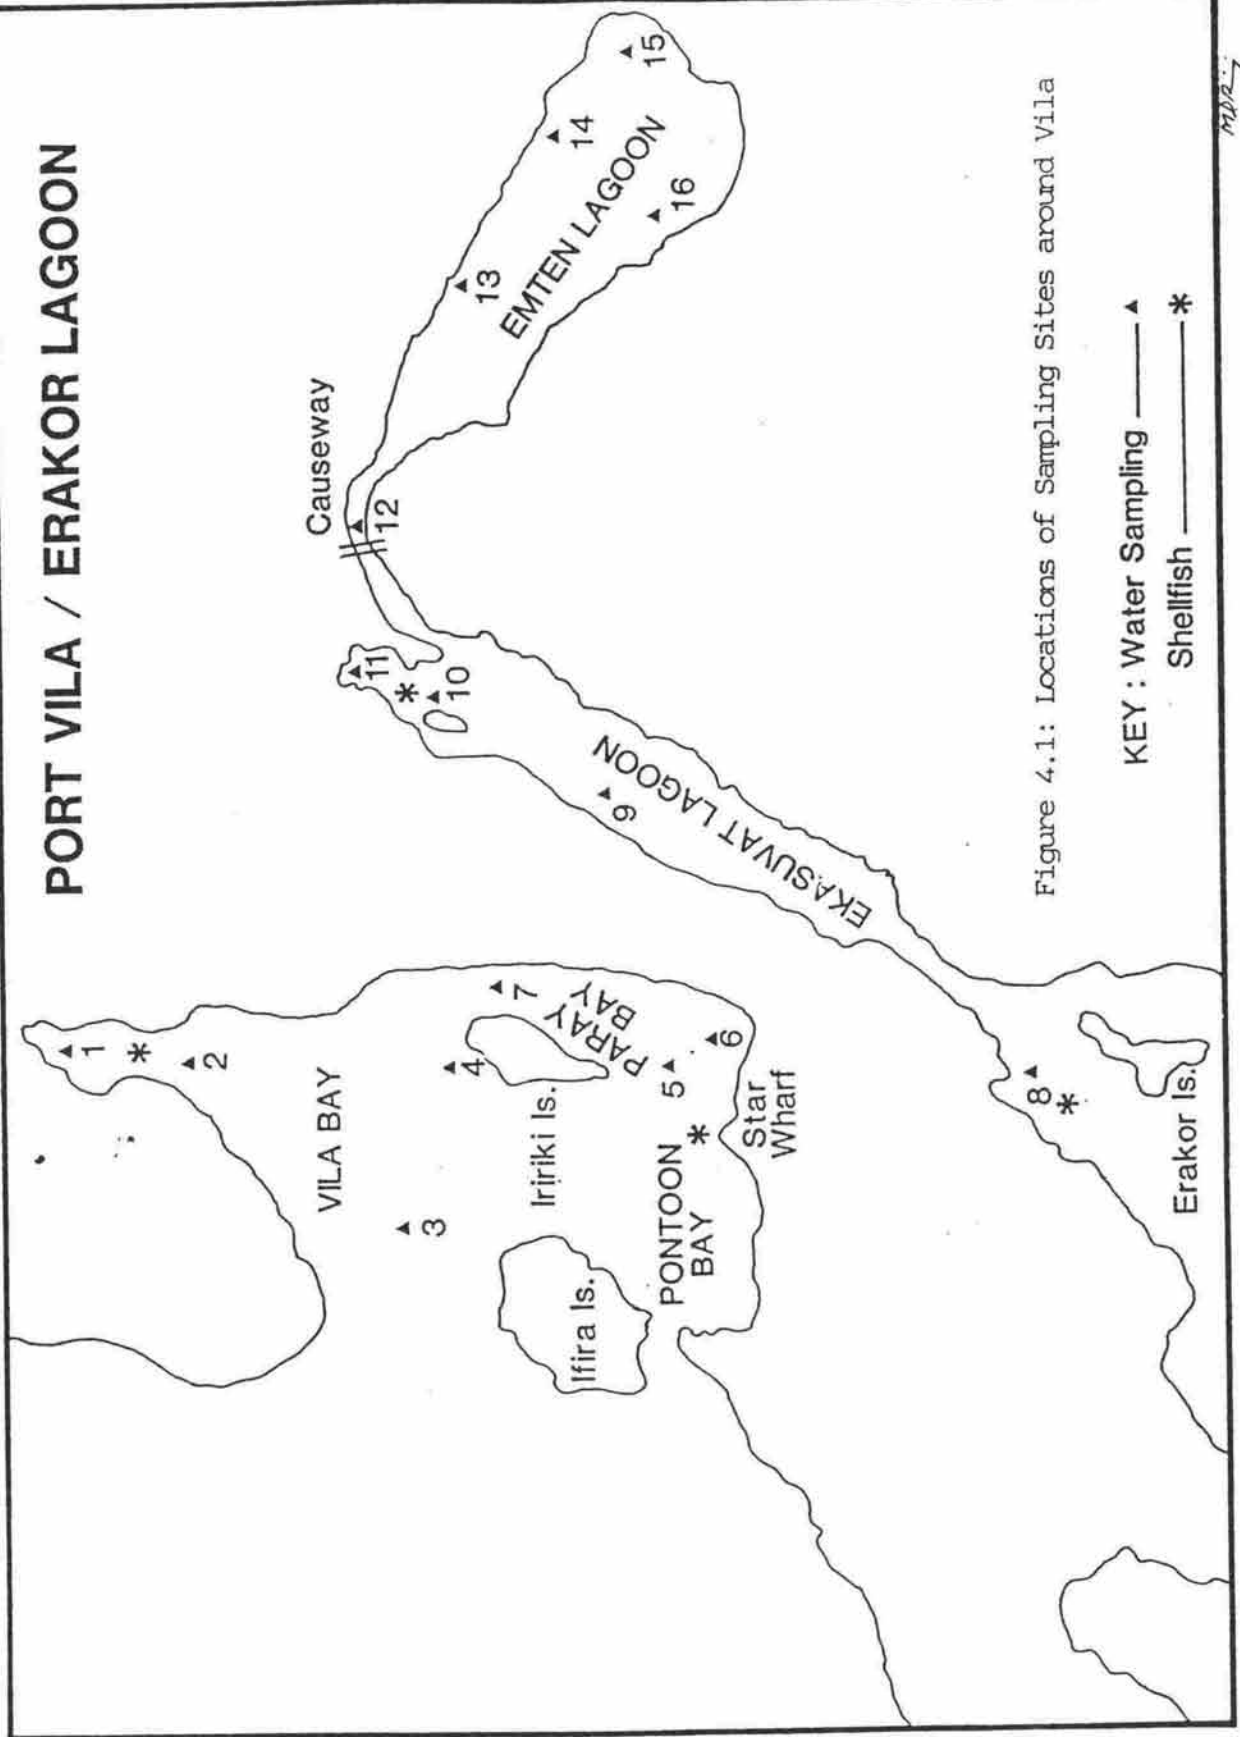 PORT VILA / ERAKOR LAGOON
Causeway
1
2
VILA BAY
3
4
7
Iririki Is.
PARAY
BAY
Ifira Is.
PONTOON
BAY
5
6
Star
Wharf
8
Erakor Is.
9
EKASUVAT LAGOON
10
11
12
13
14
15
16
EMTEN LAGOON
Figure 4.1: Locations of Sampling Sites around Vila
KEY : Water Sampling
Shellfish